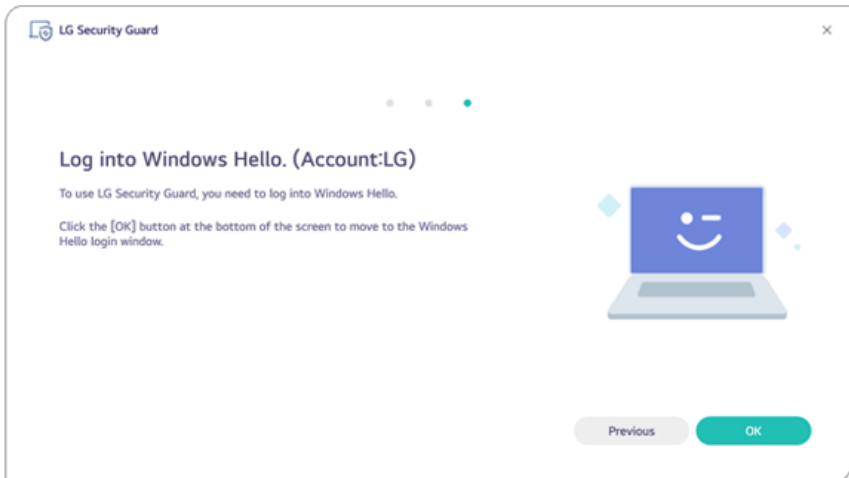 LG Security Guard
Log into Windows Hello. (Account:LG)
To use LG Security Guard, you need to log into Windows Hello.
Click the [OK] button at the bottom of the screen to move to the Windows
Hello login window.
Previous
OK